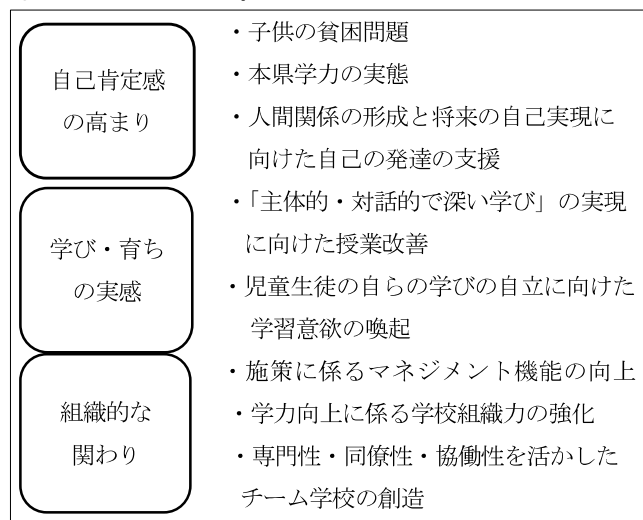 自己肯定感
の高まり
・子供の貧困問題
・本県学力の実態
・人間関係の形成と将来の自己実現に
向けた自己の発達の支援
学び・育ち
の実感
・「主体的・対話的で深い学び」の実現
に向けた授業改善
・児童生徒の自らの学びの自立に向けた
学習意欲の喚起
組織的な
関わり
・施策に係るマネジメント機能の向上
・学力向上に係る学校組織力の強化
・専門性・同僚性・協働性を活かした
チーム学校の創造